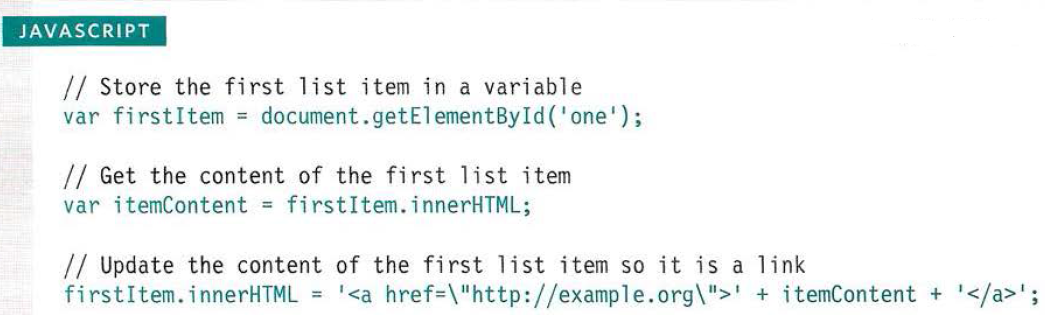 JAVASCRIPT
// Store the first list item in a variable
var firstItem = document.getElementById('one');
// Get the content of the first list item
var itemContent = firstItem.innerHTML;
// Update the content of the first list item so it is a link
firstItem.innerHTML = '<a href=\"http://example.org\">' + itemContent + '</a>';